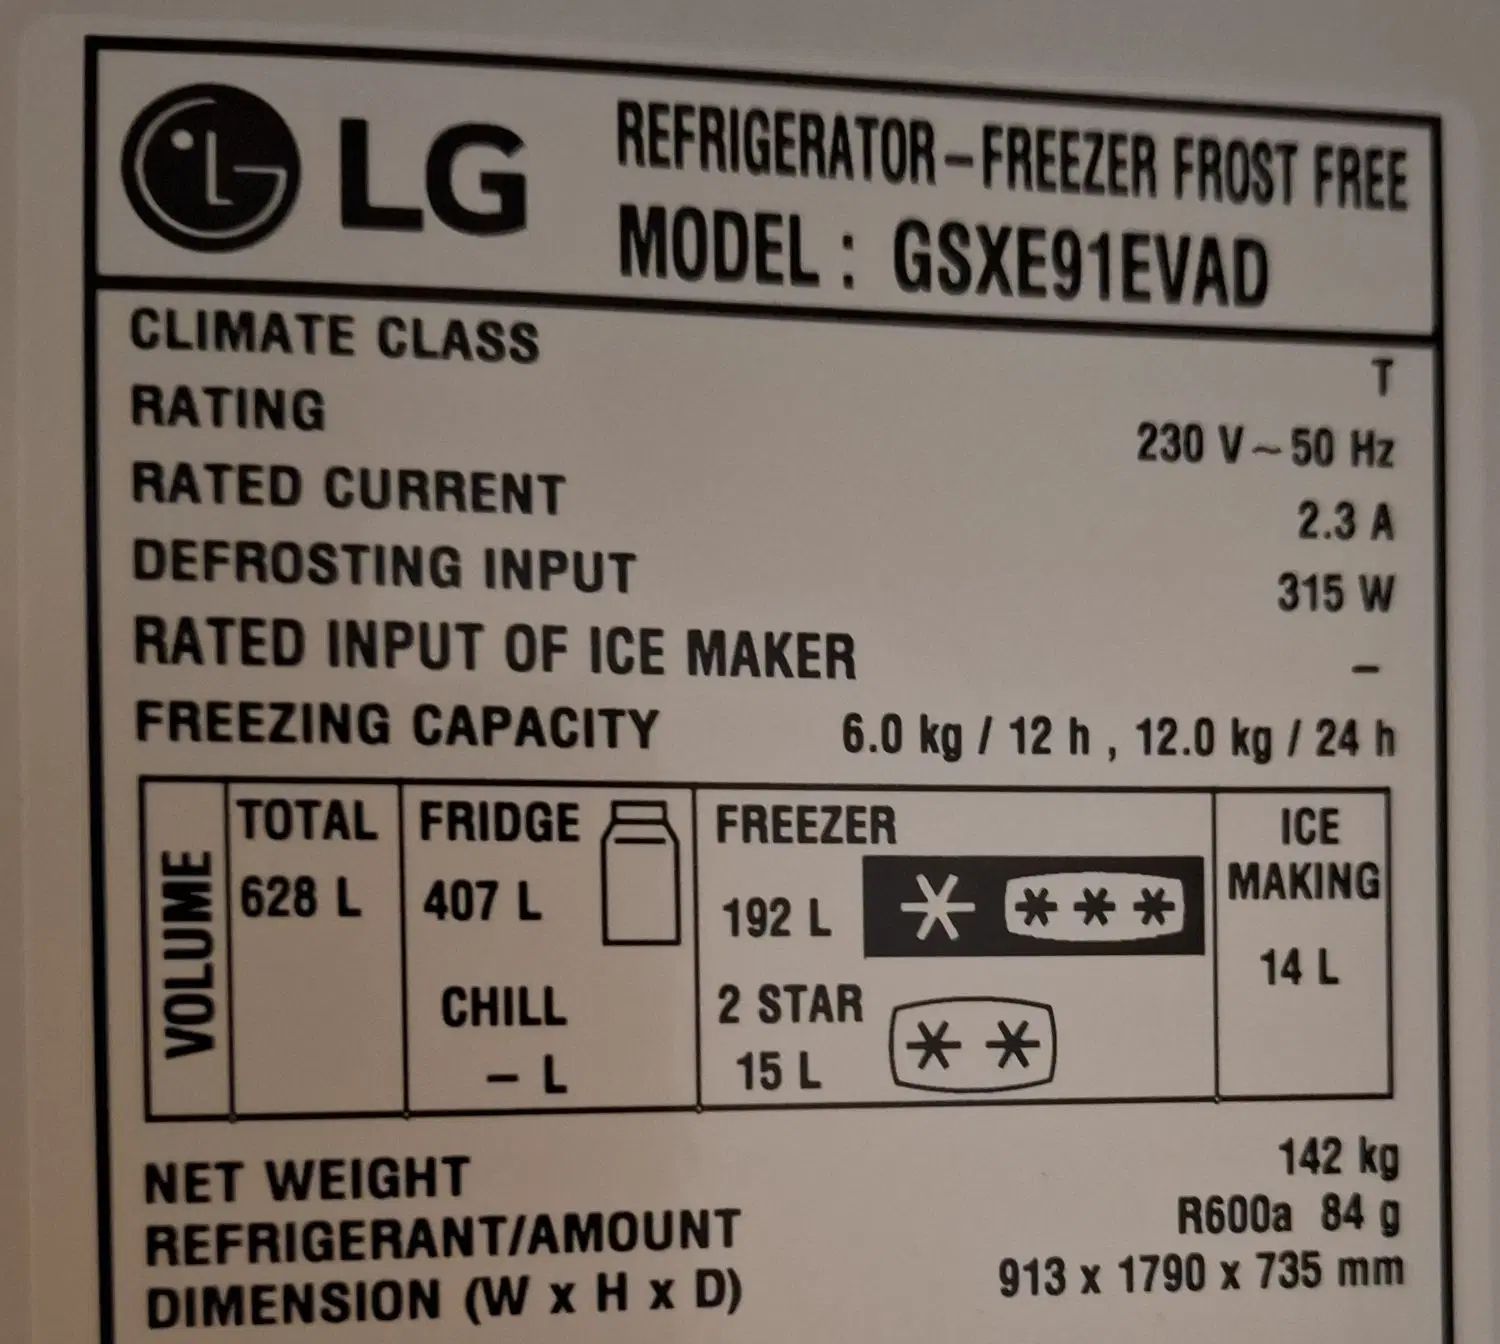 LG
REFRIGERATOR-FREEZER FROST FREE
MODEL : GSXE91EVAD
CLIMATE CLASS T
RATING 230 V~50 Hz
RATED CURRENT 2.3 A
DEFROSTING INPUT 315 W
RATED INPUT OF ICE MAKER –
FREEZING CAPACITY 6.0 kg / 12 h , 12.0 kg / 24 h
VOLUME
TOTAL
628 L
FRIDGE
407 L
CHILL
– L
FREEZER
192 L
2 STAR
15 L
ICE
MAKING
14 L
NET WEIGHT 142 kg
REFRIGERANT/AMOUNT R600a 84 g
DIMENSION (W x H x D) 913 x 1790 x 735 mm